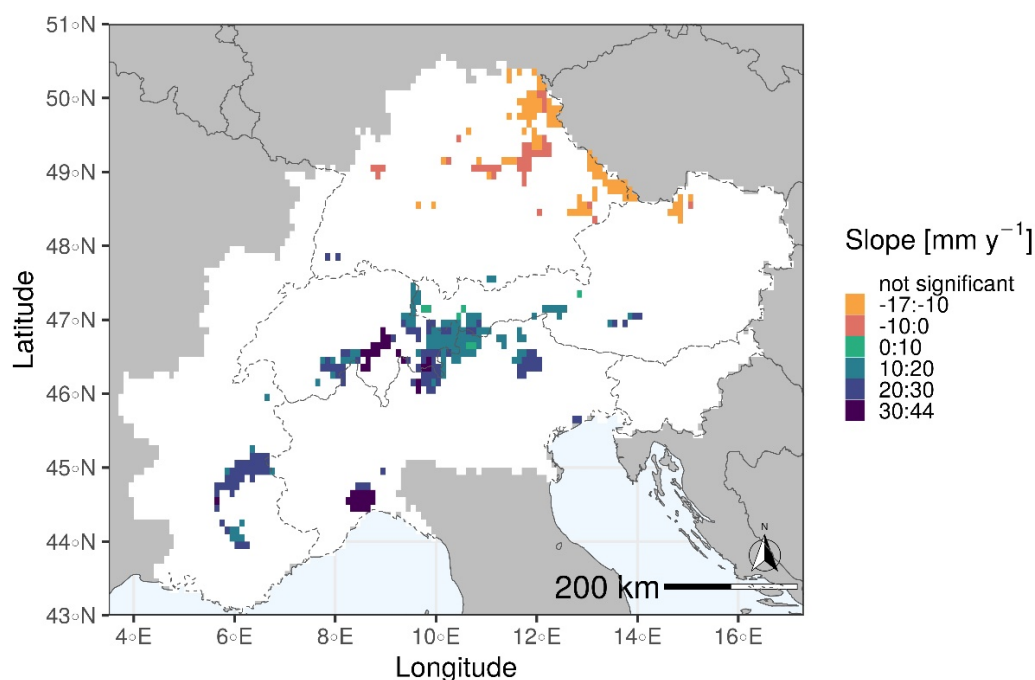 51○N
50○N
49○N
48○N
47○N
46○N
45○N
44○N
43○N
Latitude
4○E
6○E
8○E
10○E
12○E
14○E
16○E
Longitude
N
200 km
Slope [mm y⁻¹]
not significant
-17:-10
-10:0
0:10
10:20
20:30
30:44